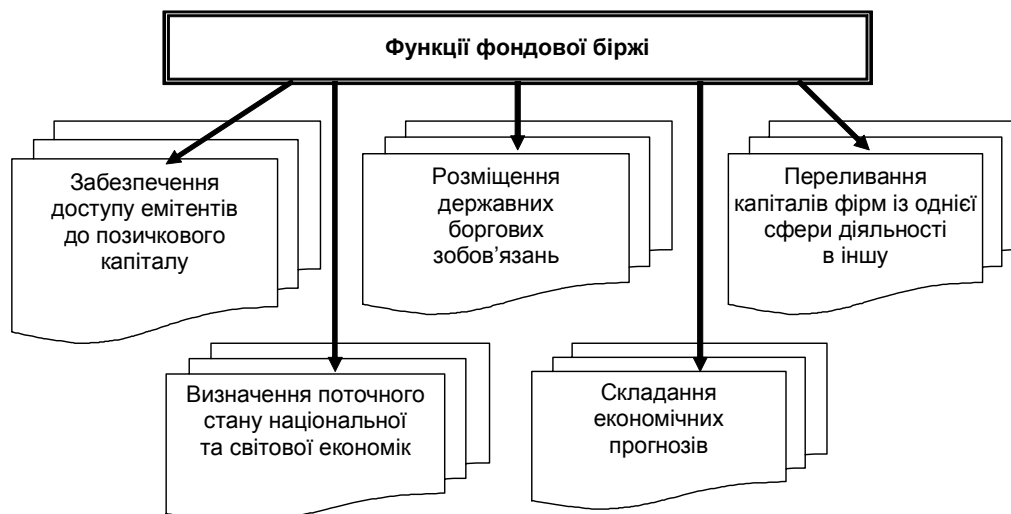 Функції фондової біржі
Забезпечення
доступу емітентів
до позичкового
капіталу
Розміщення
державних
боргових
зобов’язань
Переливання
капіталів фірм із однієї
сфери діяльності
в іншу
Визначення поточного
стану національної
та світової економік
Складання
економічних
прогнозів